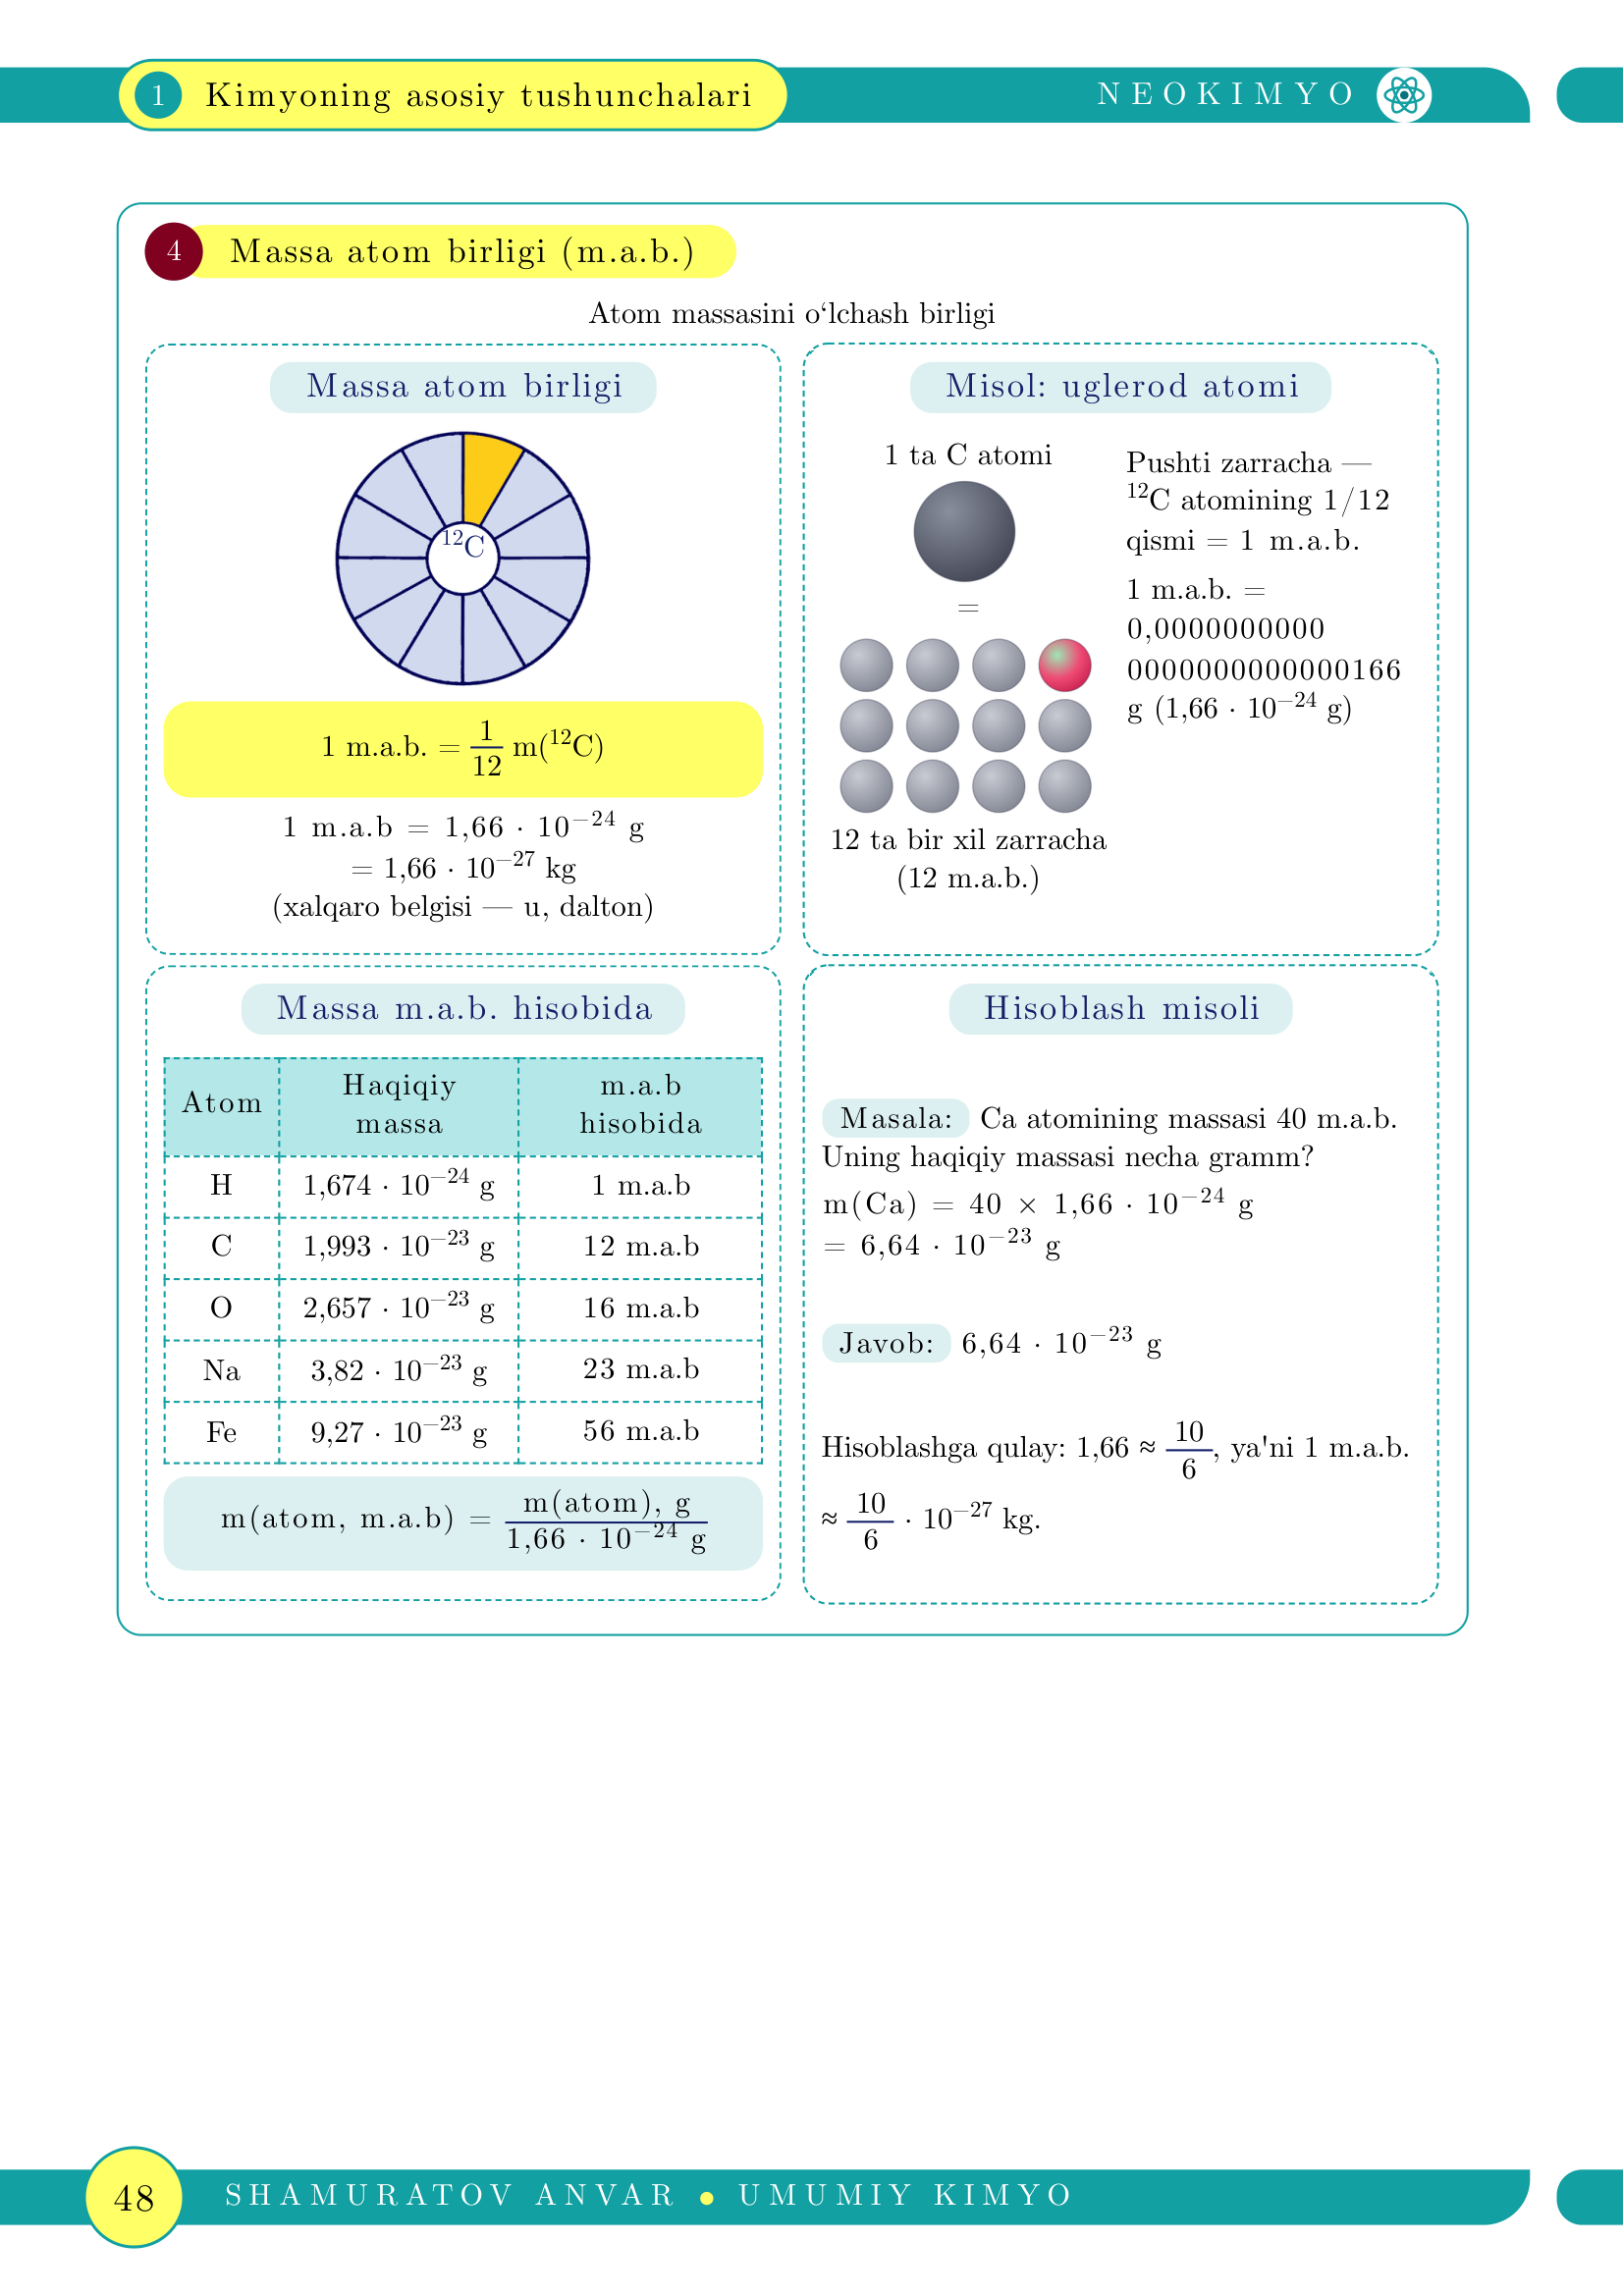 1 Kimyoning asosiy tushunchalari
NEOKIMYO
4 Massa atom birligi (m.a.b.)
Atom massasini o‘lchash birligi
Massa atom birligi
¹²C
1 m.a.b. = 1/12 m(¹²C)
1 m.a.b = 1,66 · 10⁻²⁴ g
= 1,66 · 10⁻²⁷ kg
(xalqaro belgisi — u, dalton)
Misol: uglerod atomi
1 ta C atomi
=
12 ta bir xil zarracha
(12 m.a.b.)
Pushti zarracha —
¹²C atomining 1/12
qismi = 1 m.a.b.
1 m.a.b. =
0,0000000000
0000000000000166
g (1,66 · 10⁻²⁴ g)
Massa m.a.b. hisobida
Atom | Haqiqiy massa | m.a.b hisobida
H | 1,674 · 10⁻²⁴ g | 1 m.a.b
C | 1,993 · 10⁻²³ g | 12 m.a.b
O | 2,657 · 10⁻²³ g | 16 m.a.b
Na | 3,82 · 10⁻²³ g | 23 m.a.b
Fe | 9,27 · 10⁻²³ g | 56 m.a.b
m(atom, m.a.b) = m(atom), g / 1,66 · 10⁻²⁴ g
Hisoblash misoli
Masala: Ca atomining massasi 40 m.a.b.
Uning haqiqiy massasi necha gramm?
m(Ca) = 40 × 1,66 · 10⁻²⁴ g
= 6,64 · 10⁻²³ g
Javob: 6,64 · 10⁻²³ g
Hisoblashga qulay: 1,66 ≈ 10/6, ya'ni 1 m.a.b.
≈ 10/6 · 10⁻²⁷ kg.
48 SHAMURATOV ANVAR • UMUMIY KIMYO